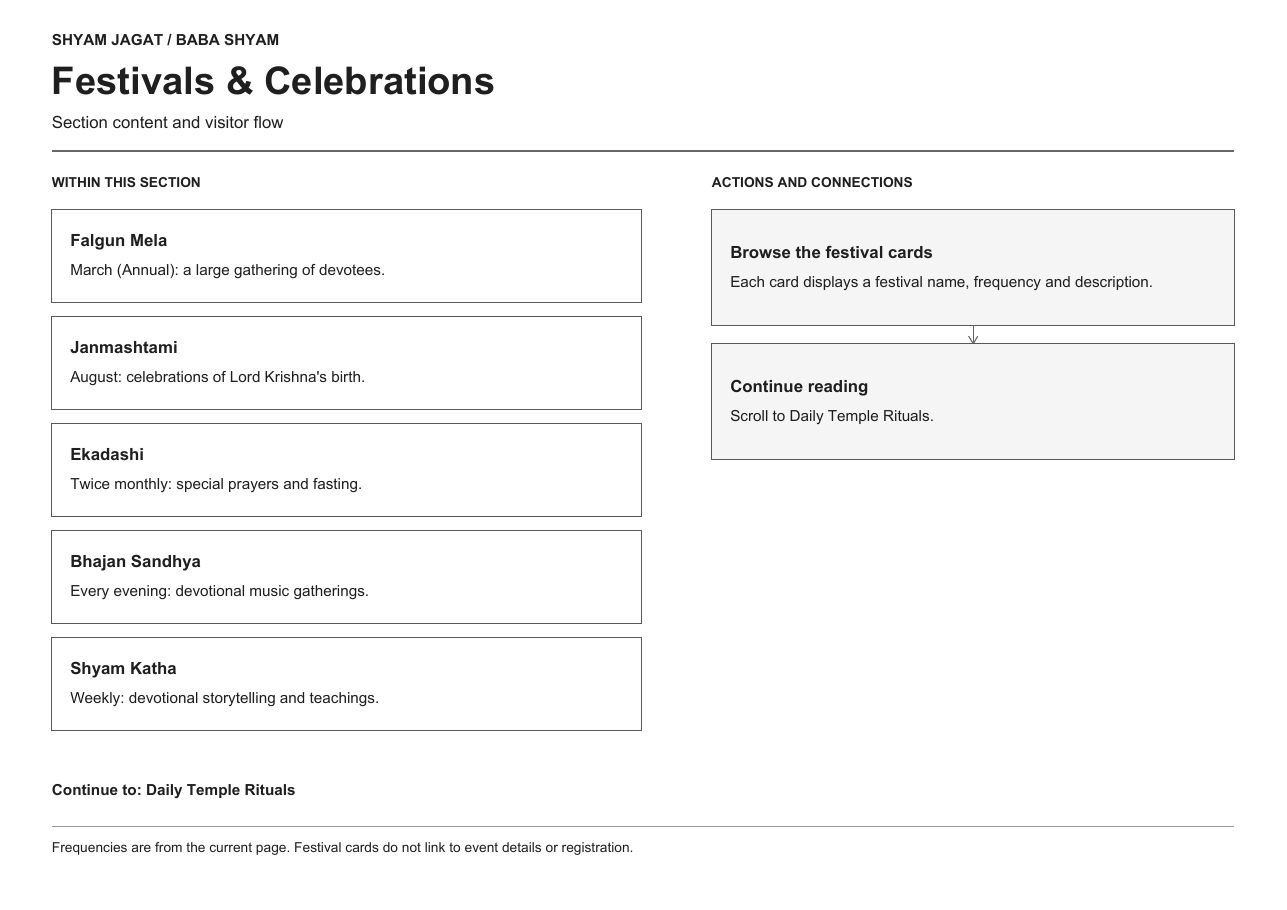 SHYAM JAGAT / BABA SHYAM
Festivals & Celebrations
Section content and visitor flow
WITHIN THIS SECTION
Falgun Mela
March (Annual): a large gathering of devotees.
Janmashtami
August: celebrations of Lord Krishna's birth.
Ekadashi
Twice monthly: special prayers and fasting.
Bhajan Sandhya
Every evening: devotional music gatherings.
Shyam Katha
Weekly: devotional storytelling and teachings.
ACTIONS AND CONNECTIONS
Browse the festival cards
Each card displays a festival name, frequency and description.
Continue reading
Scroll to Daily Temple Rituals.
Continue to: Daily Temple Rituals
Frequencies are from the current page. Festival cards do not link to event details or registration.